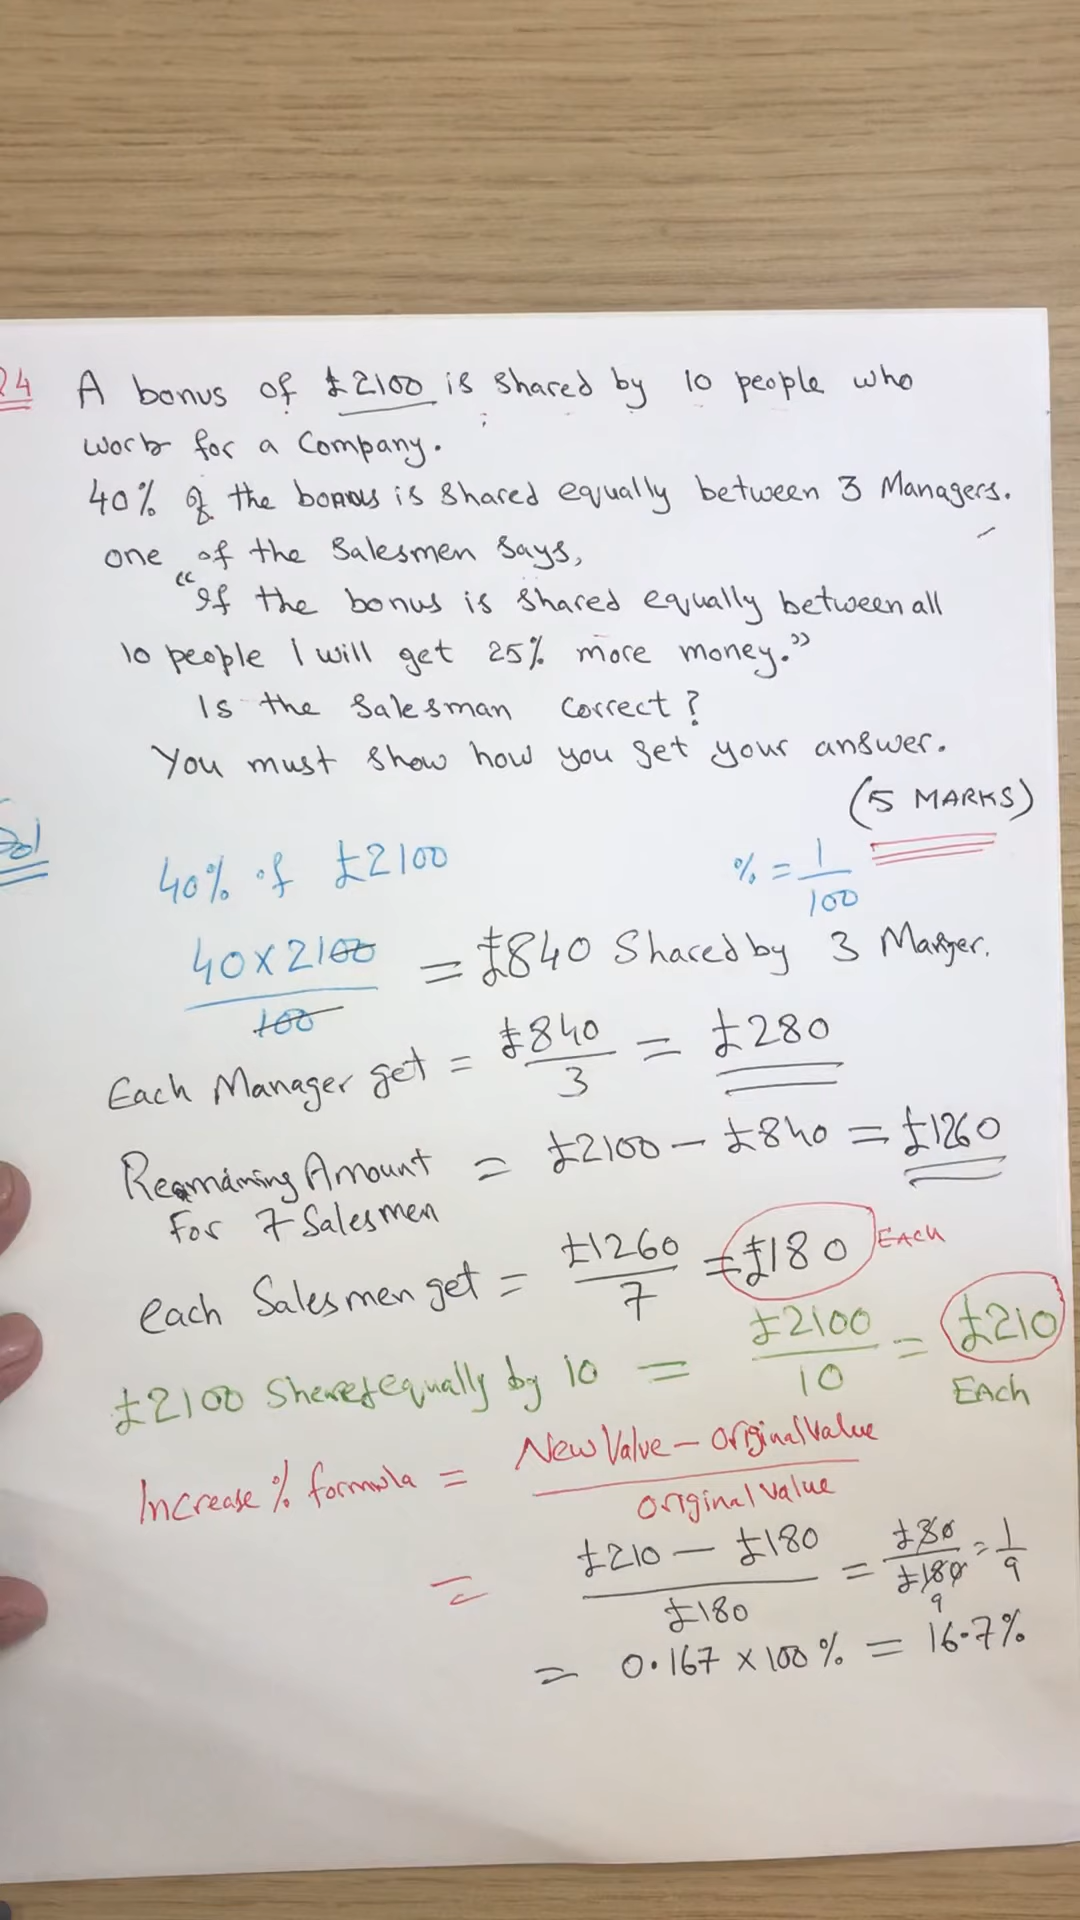 24 A bonus of £2100 is shared by 10 people who
work for a Company.
40% of the bonus is shared equally between 3 Managers.
one of the Salesmen says,
"If the bonus is shared equally between all
10 people I will get 25% more money."
Is the Salesman correct?
You must show how you get your answer.
(5 MARKS)
Sol
40% of £2100
% = 1/100
40 x 2100 / 100 = £840 Shared by 3 Manger.
Each Manager get = £840/3 = £280
Remaining Amount = £2100 - £840 = £1260
For 7 Salesmen
each Salesmen get = £1260/7 = £180 EACH
£2100 Shared equally by 10 = £2100/10 = £210
EACH
Increase % formula = New Value - Original Value / Original Value
= £210 - £180 / £180 = £30/£180 = 1/9
9
= 0.167 x 100% = 16.7%